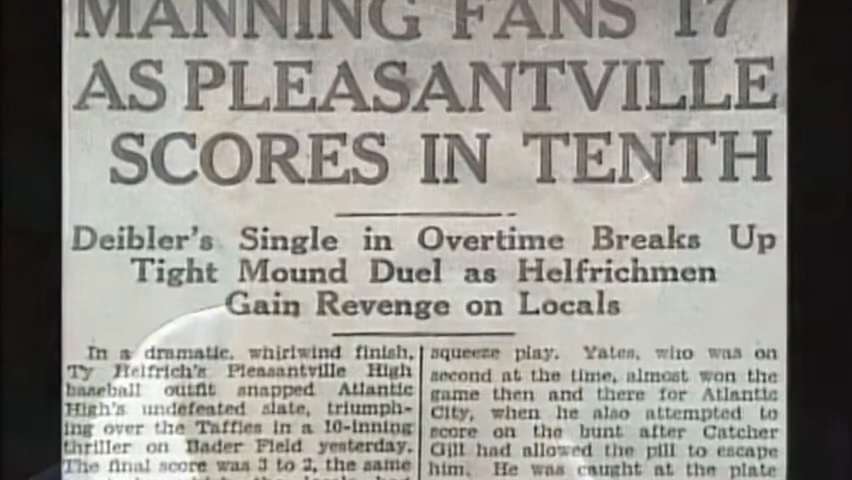 MANNING FANS 17
AS PLEASANTVILLE
SCORES IN TENTH
Deibler's Single in Overtime Breaks Up
Tight Mound Duel as Helfrichmen
Gain Revenge on Locals
In a dramatic, whirlwind finish,
Ty Helfrich's Pleasantville High
baseball outfit snapped Atlantic
High's undefeated slate, triumph-
ing over the Taffies in a 10-inning
thriller on Bader Field yesterday.
The final score was 3 to 2, the same
squeeze play. Yates, who was on
second at the time, almost won the
game then and there for Atlantic
City, when he also attempted to
score on the bunt after Catcher
Gill had allowed the pill to escape
him. He was caught at the plate